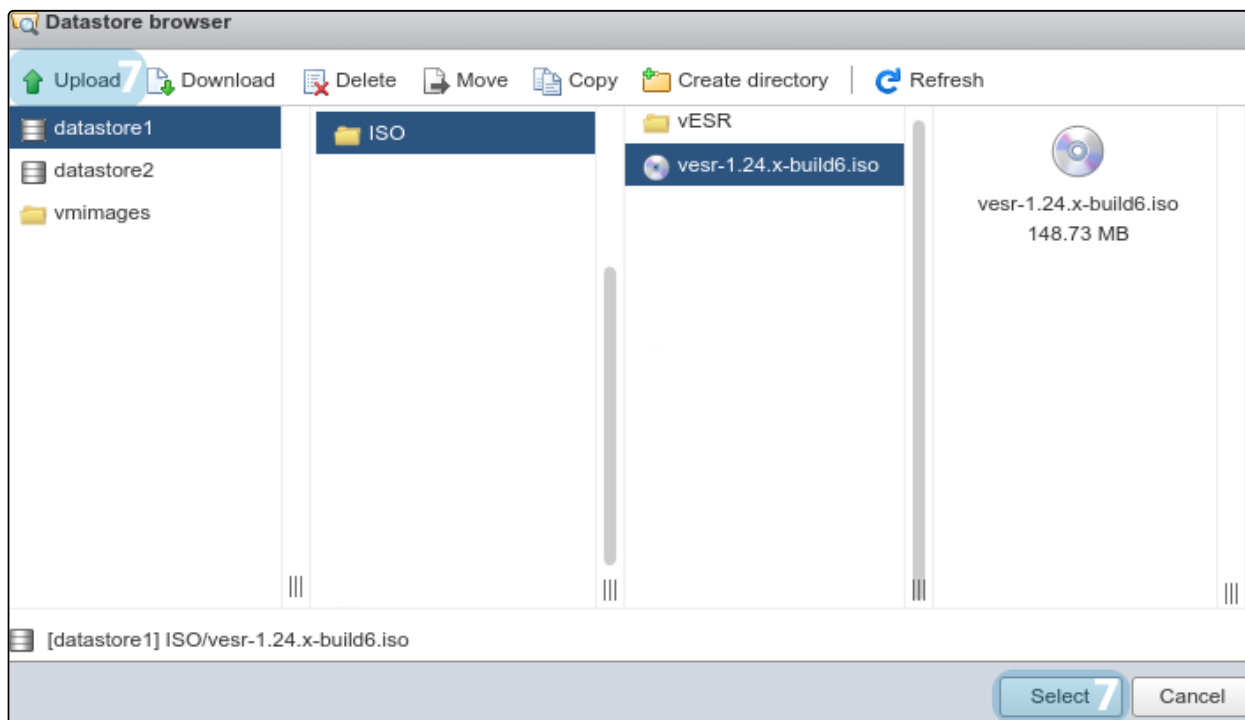 Datastore browser
Upload 7 Download Delete Move Copy Create directory Refresh
datastore1
datastore2
vmimages
ISO
vESR
vesr-1.24.x-build6.iso
vesr-1.24.x-build6.iso
148.73 MB
[datastore1] ISO/vesr-1.24.x-build6.iso
Select 7 Cancel